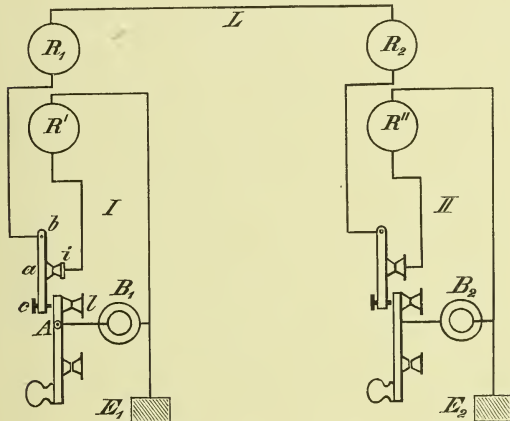 L
R₁ R₂
R' R"
I II
b
a i
c l B₁ B₂
A
E₁ E₂